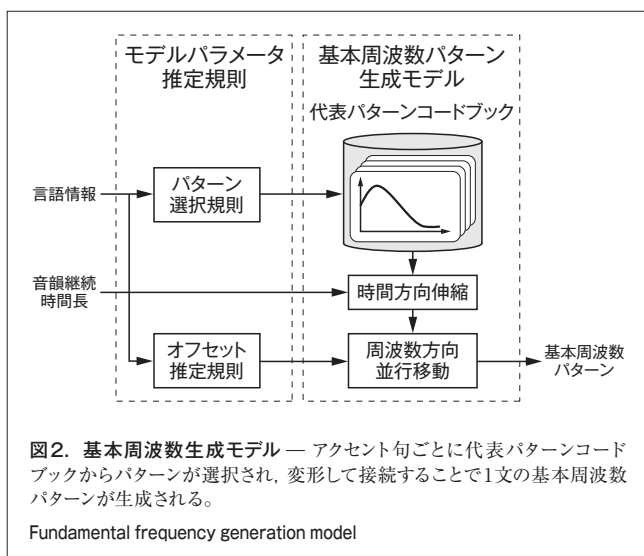 モデルパラメータ
推定規則
基本周波数パターン
生成モデル
代表パターンコードブック
言語情報
パターン
選択規則
音韻継続
時間長
時間方向伸縮
オフセット
推定規則
周波数方向
並行移動
基本周波数
パターン
図2. 基本周波数生成モデル — アクセント句ごとに代表パターンコード
ブックからパターンが選択され, 変形して接続することで1文の基本周波数
パターンが生成される。
Fundamental frequency generation model